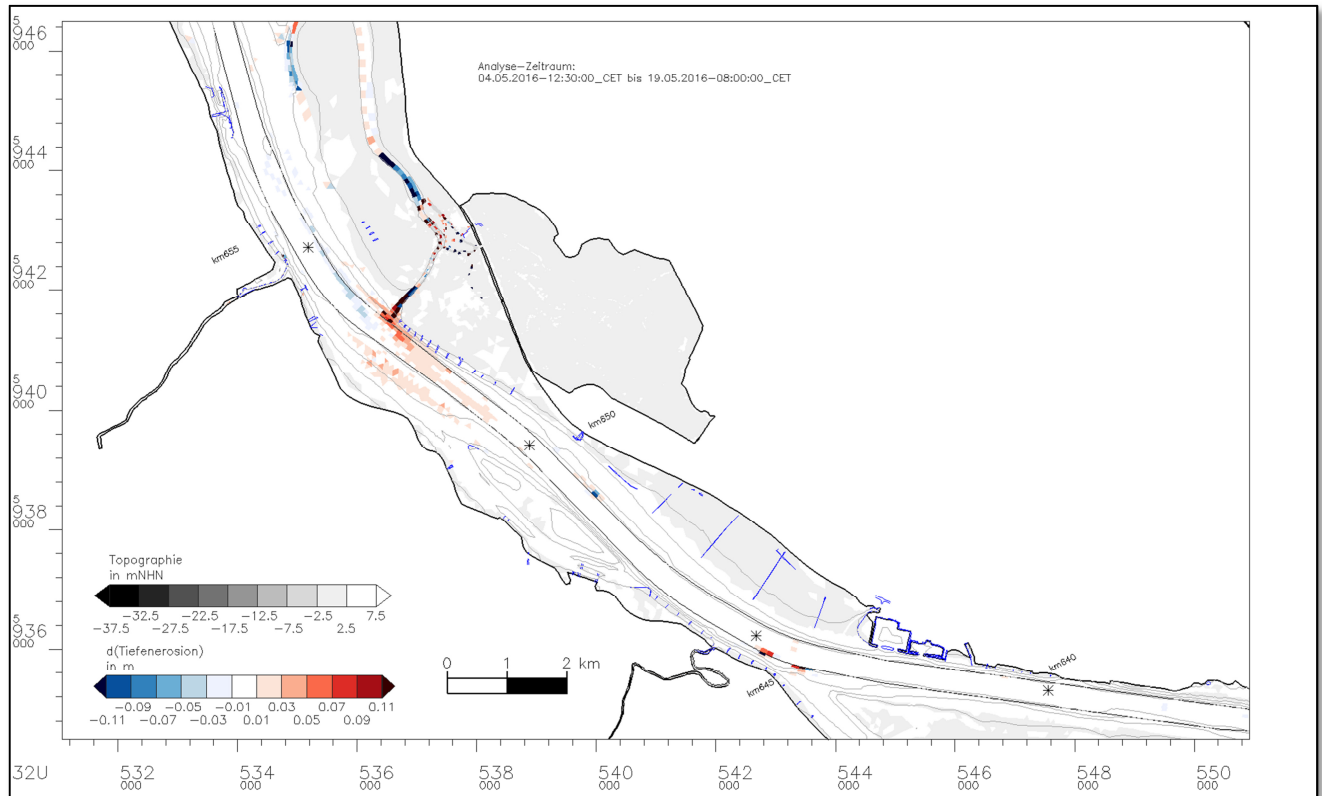 5
946
000
Analyse-Zeitraum:
04.05.2016-12:30:00_CET bis 19.05.2016-08:00:00_CET
5
944
000
km655
5
942
000
5
940
000
km650
5
938
000
Topographie
in mNHN
-32.5 -22.5 -12.5 -2.5 7.5
-37.5 -27.5 -17.5 -7.5 2.5
5
936
000
d(Tiefenerosion)
in m
0 1 2 km
km640
km645
-0.09 -0.05 -0.01 0.03 0.07 0.11
-0.11 -0.07 -0.03 0.01 0.05 0.09
32U 532 534 536 538 540 542 544 546 548 550
000 000 000 000 000 000 000 000 000 000